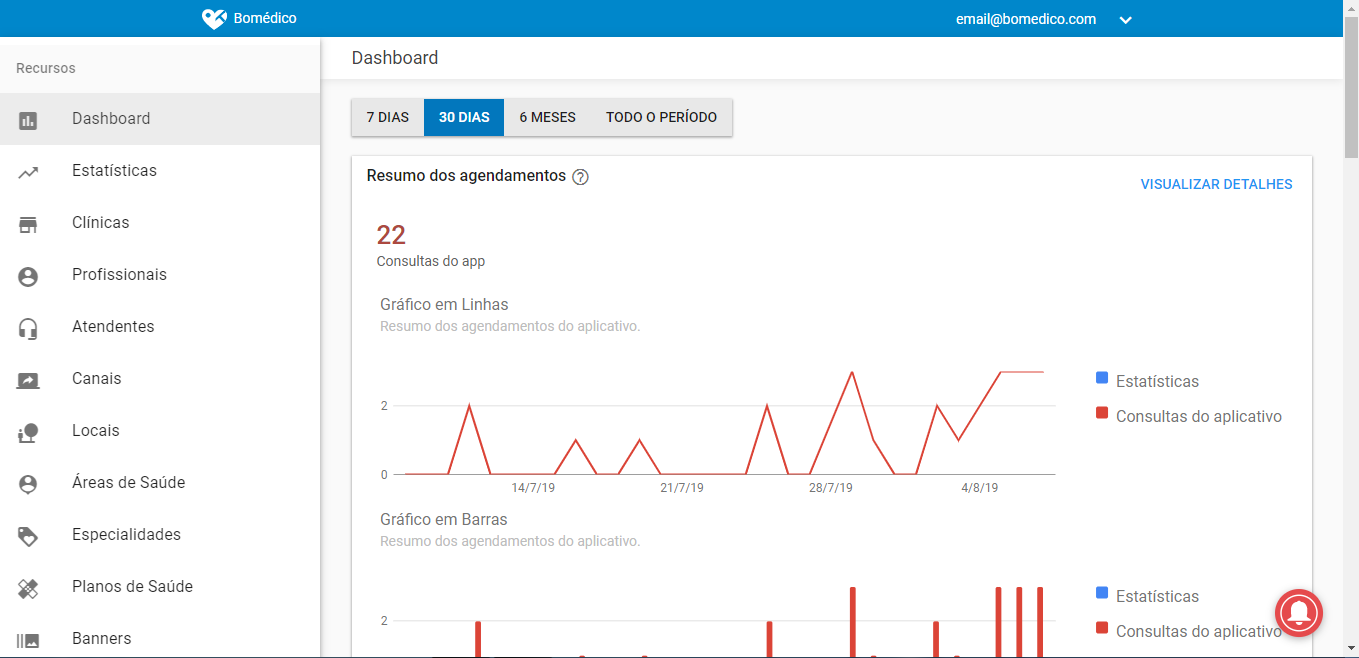 Bomédico
email@bomedico.com
Recursos
Dashboard
Estatísticas
Clínicas
Profissionais
Atendentes
Canais
Locais
Áreas de Saúde
Especialidades
Planos de Saúde
Banners
Dashboard
7 DIAS 30 DIAS 6 MESES TODO O PERÍODO
Resumo dos agendamentos ?
VISUALIZAR DETALHES
22
Consultas do app
Gráfico em Linhas
Resumo dos agendamentos do aplicativo.
2
0
14/7/19 21/7/19 28/7/19 4/8/19
Estatísticas
Consultas do aplicativo
Gráfico em Barras
Resumo dos agendamentos do aplicativo.
2
Estatísticas
Consultas do aplicativo